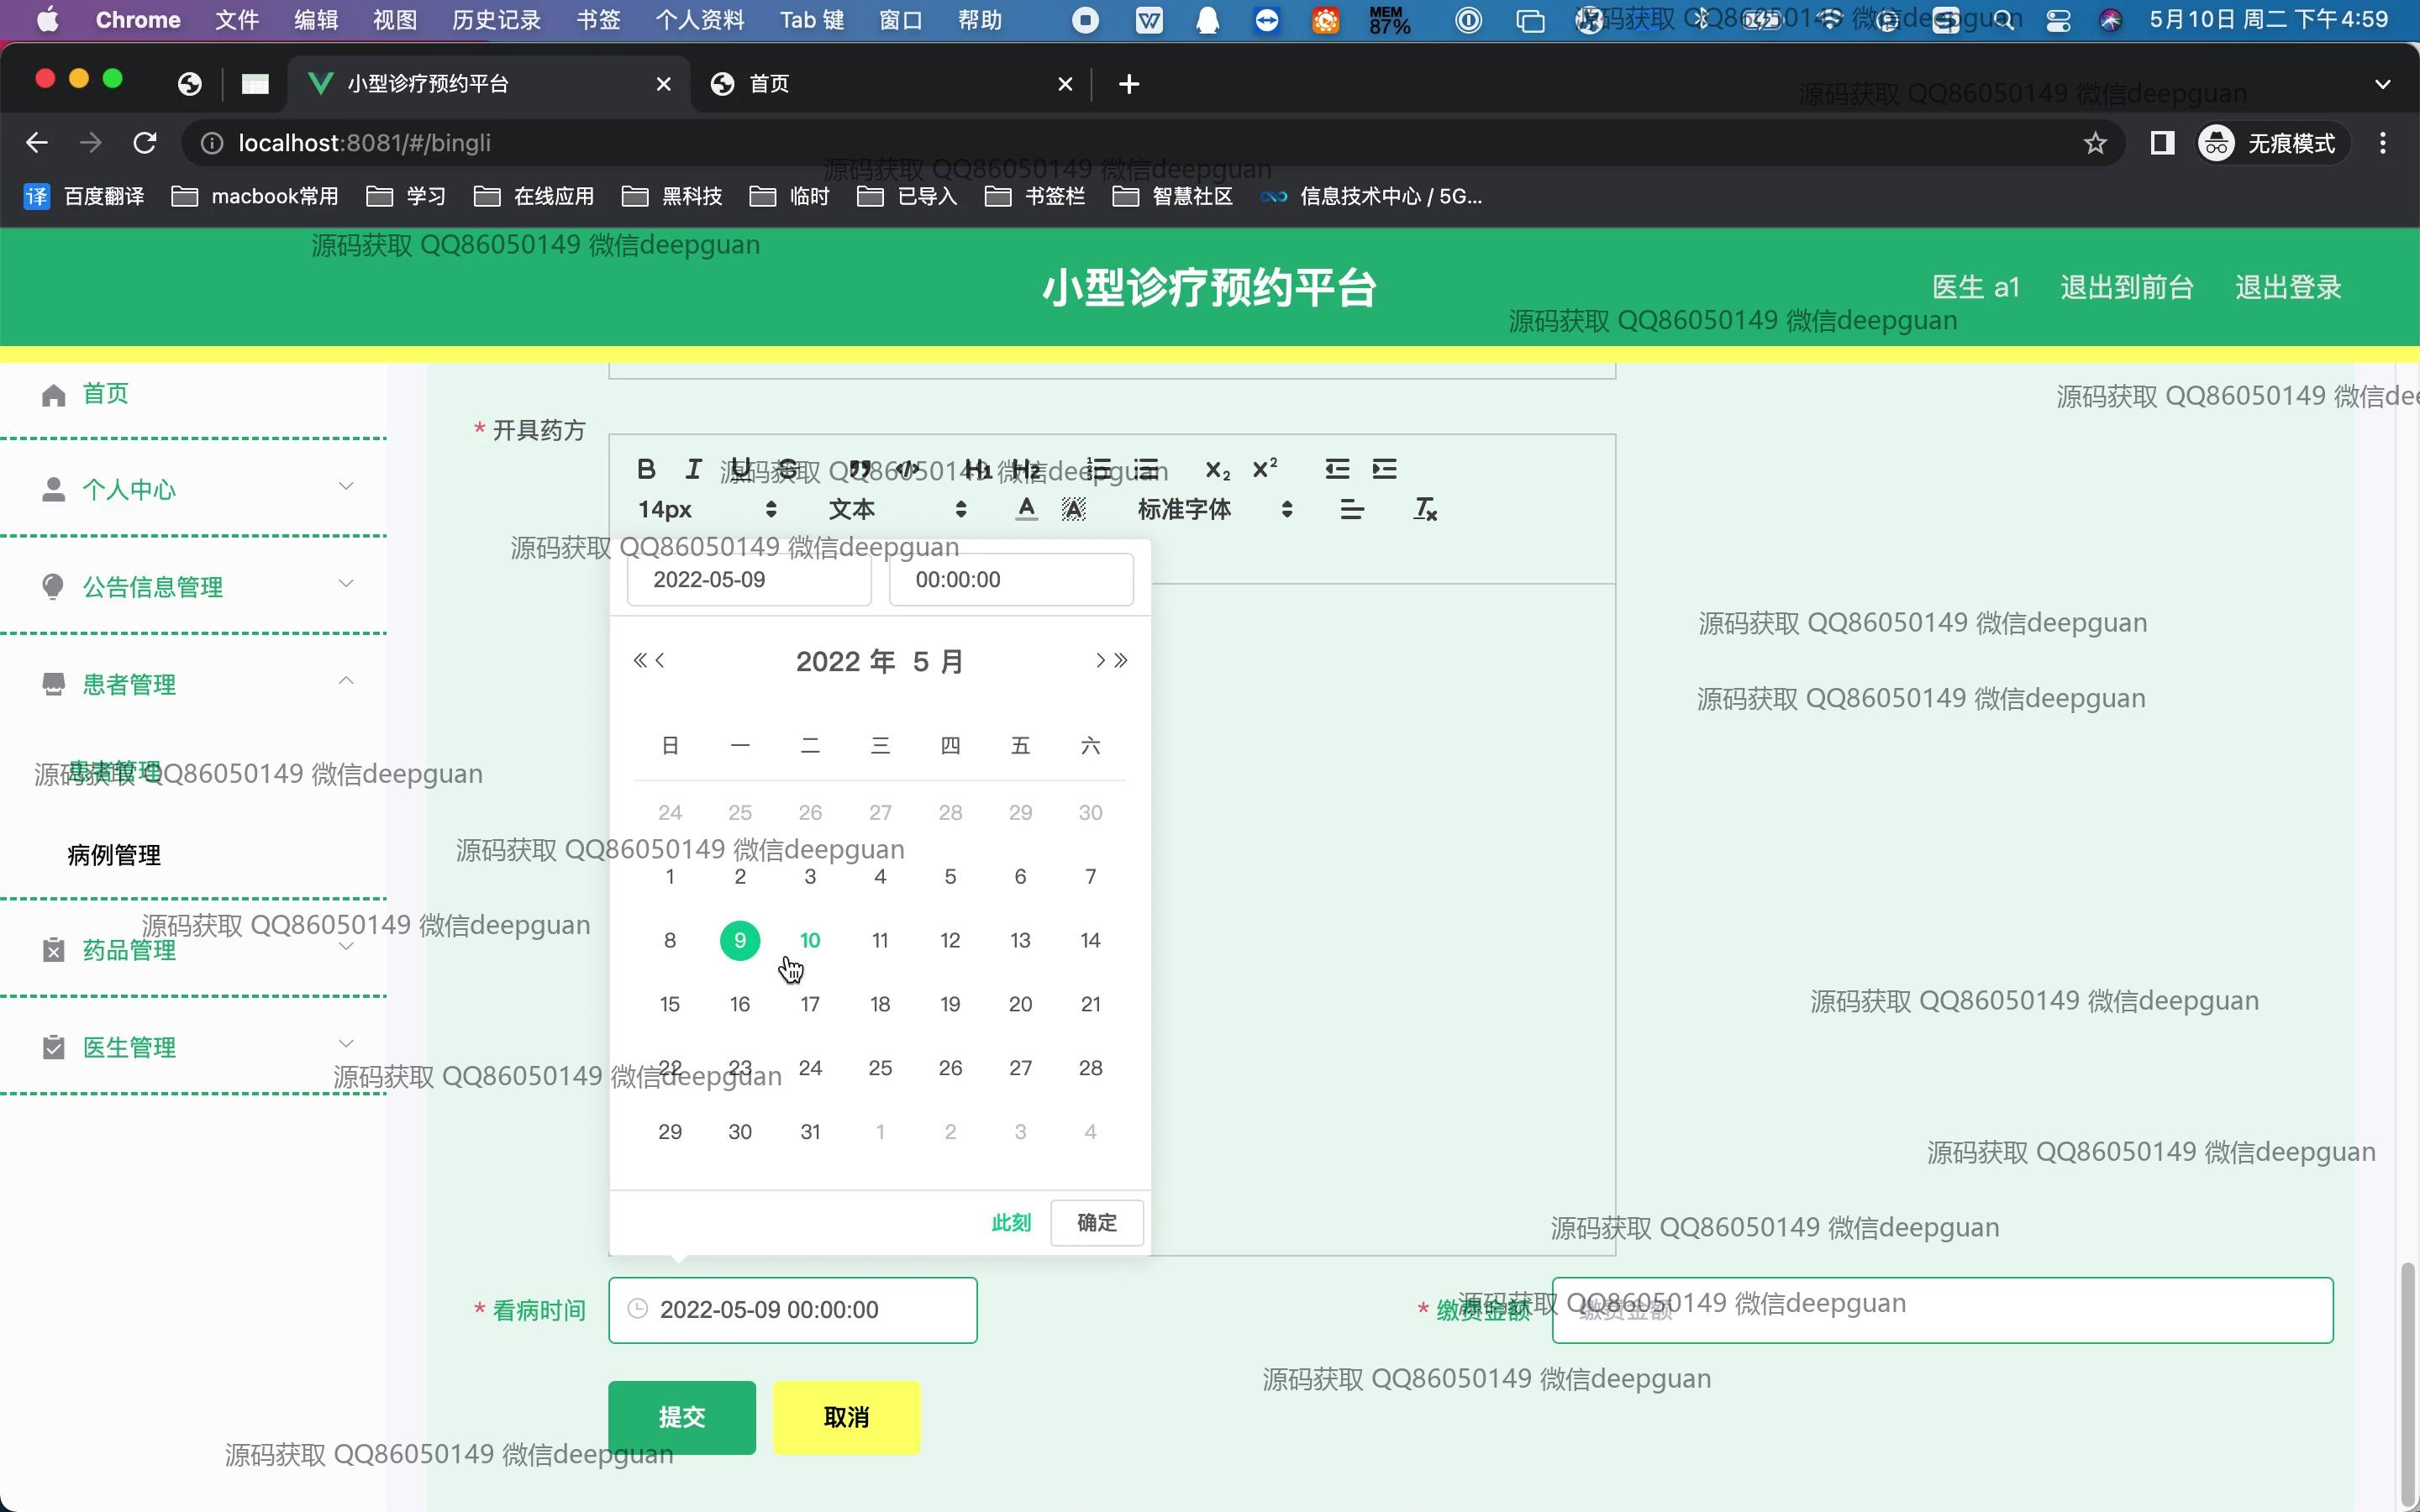 Chrome 文件 编辑 视图 历史记录 书签 个人资料 Tab 键 窗口 帮助 MEM 87% 5月10日 周二 下午4:59
源码获取 QQ86050149 微信deepguan
小型诊疗预约平台 首页
源码获取 QQ86050149 微信deepguan
localhost:8081/#/bingli 无痕模式
源码获取 QQ86050149 微信deepguan
译 百度翻译 macbook常用 学习 在线应用 黑科技 临时 已导入 书签栏 智慧社区 信息技术中心 / 5G...
源码获取 QQ86050149 微信deepguan
小型诊疗预约平台 医生 a1 退出到前台 退出登录
源码获取 QQ86050149 微信deepguan
首页
源码获取 QQ86050149 微信dee
* 开具药方
B I U S H1 H2 X2 X2
源码获取 QQ86050149 微信deepguan
个人中心
14px 文本 A A 标准字体
源码获取 QQ86050149 微信deepguan
2022-05-09 00:00:00
公告信息管理
源码获取 QQ86050149 微信deepguan
2022 年 5 月
患者管理
源码获取 QQ86050149 微信deepguan
日 一 二 三 四 五 六
患者管理
源码获取 QQ86050149 微信deepguan
24 25 26 27 28 29 30
病例管理
源码获取 QQ86050149 微信deepguan
1 2 3 4 5 6 7
源码获取 QQ86050149 微信deepguan
8 9 10 11 12 13 14
药品管理
15 16 17 18 19 20 21
源码获取 QQ86050149 微信deepguan
医生管理
22 23 24 25 26 27 28
源码获取 QQ86050149 微信deepguan
29 30 31 1 2 3 4
源码获取 QQ86050149 微信deepguan
此刻 确定
源码获取 QQ86050149 微信deepguan
* 看病时间 2022-05-09 00:00:00
* 缴费金额 缴费金额
源码获取 QQ86050149 微信deepguan
源码获取 QQ86050149 微信deepguan
提交 取消
源码获取 QQ86050149 微信deepguan